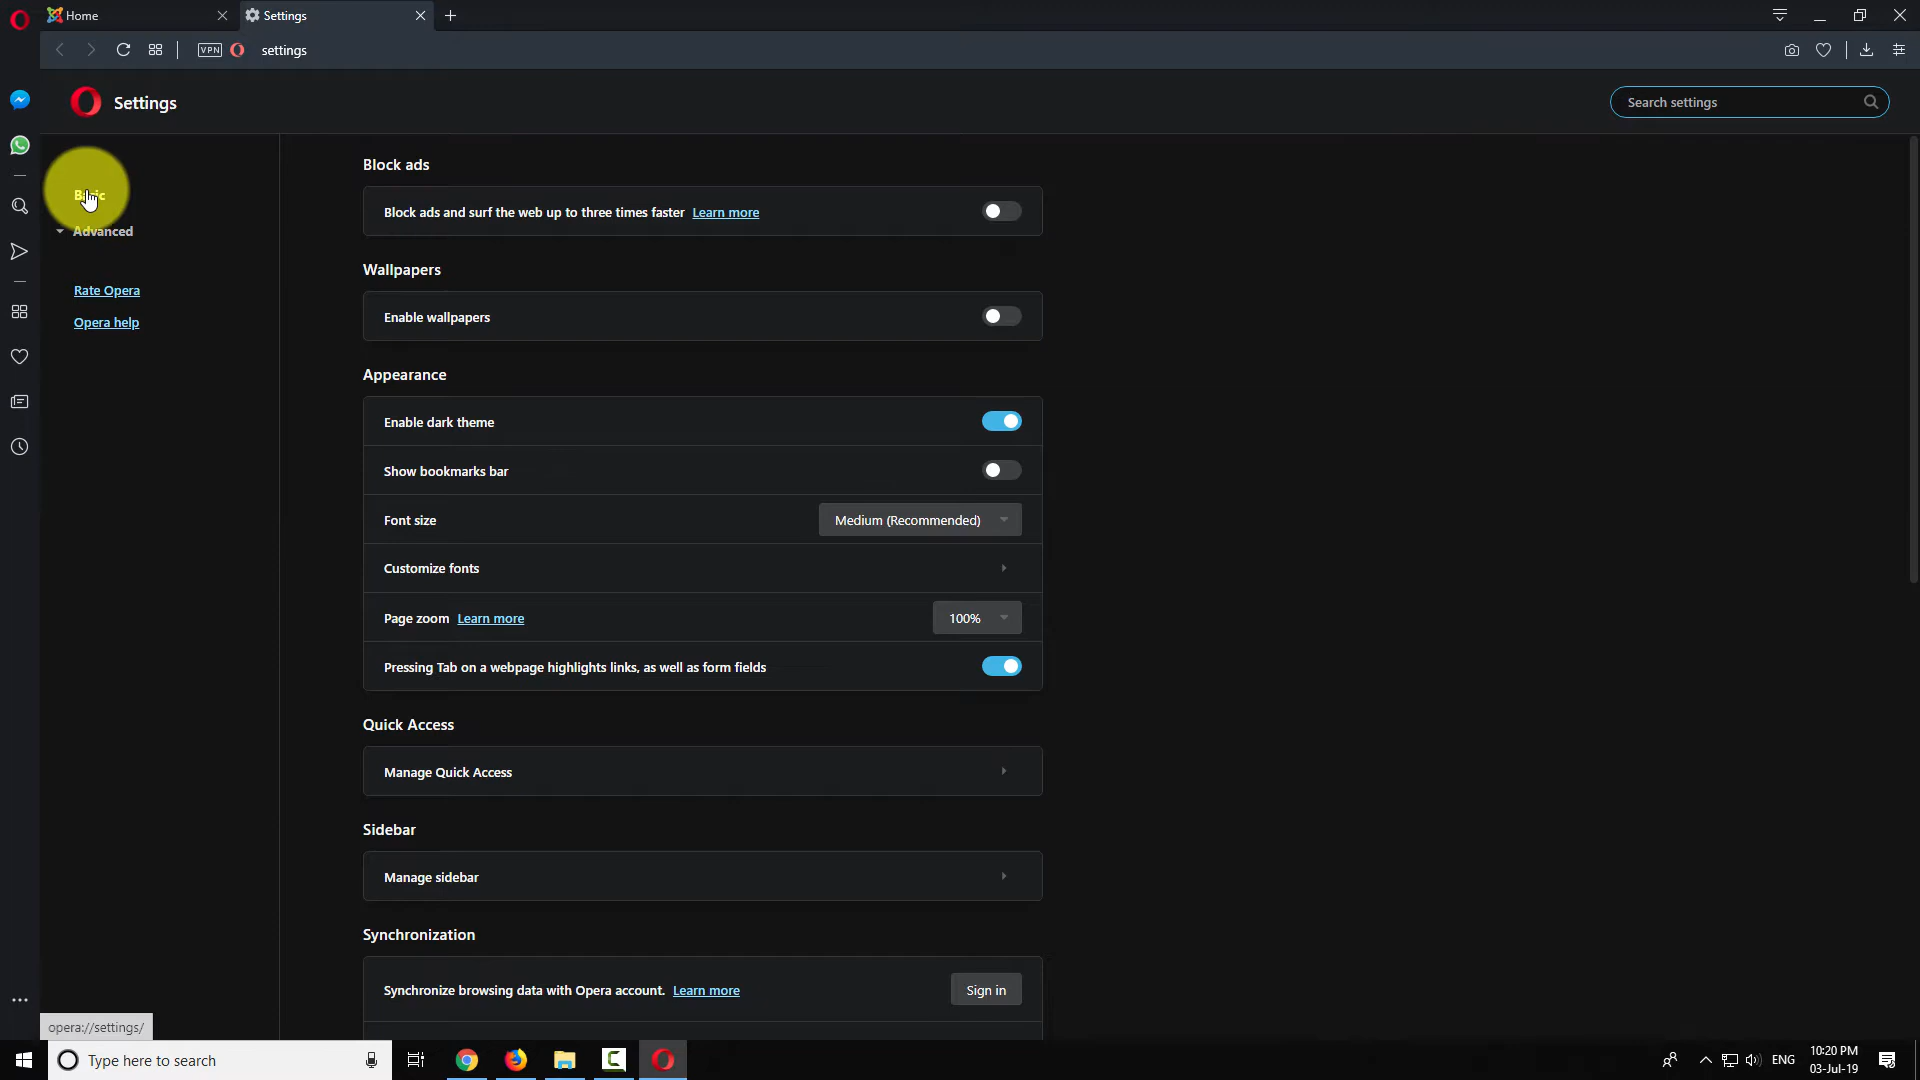 Home
Settings
VPN
settings
Settings
Search settings
Basic
Advanced
Rate Opera
Opera help
Block ads
Block ads and surf the web up to three times faster Learn more
Wallpapers
Enable wallpapers
Appearance
Enable dark theme
Show bookmarks bar
Font size
Medium (Recommended)
Customize fonts
Page zoom Learn more
100%
Pressing Tab on a webpage highlights links, as well as form fields
Quick Access
Manage Quick Access
Sidebar
Manage sidebar
Synchronization
Synchronize browsing data with Opera account. Learn more
Sign in
opera://settings/
Type here to search
ENG
10:20 PM
03-Jul-19